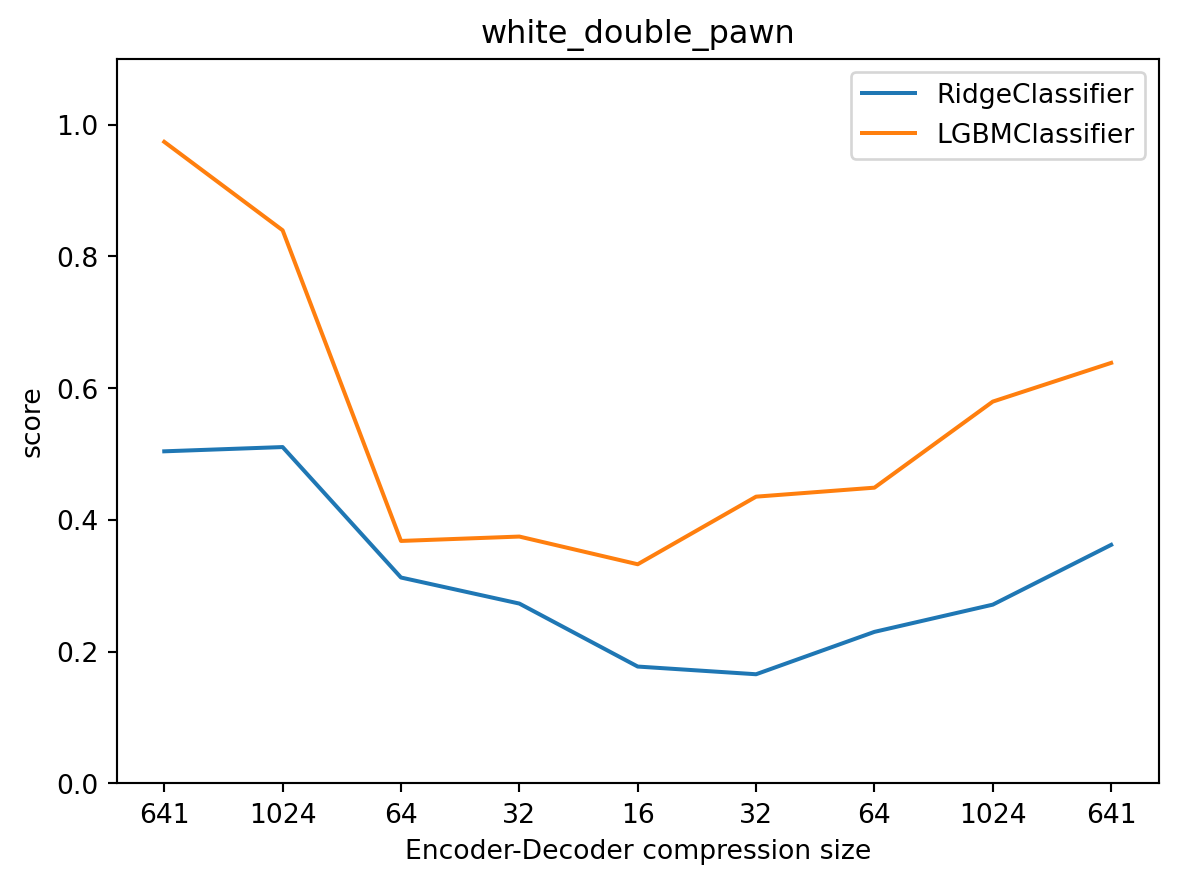 white_double_pawn
RidgeClassifier
LGBMClassifier
1.0
0.8
0.6
0.4
0.2
0.0
score
641 1024 64 32 16 32 64 1024 641
Encoder-Decoder compression size